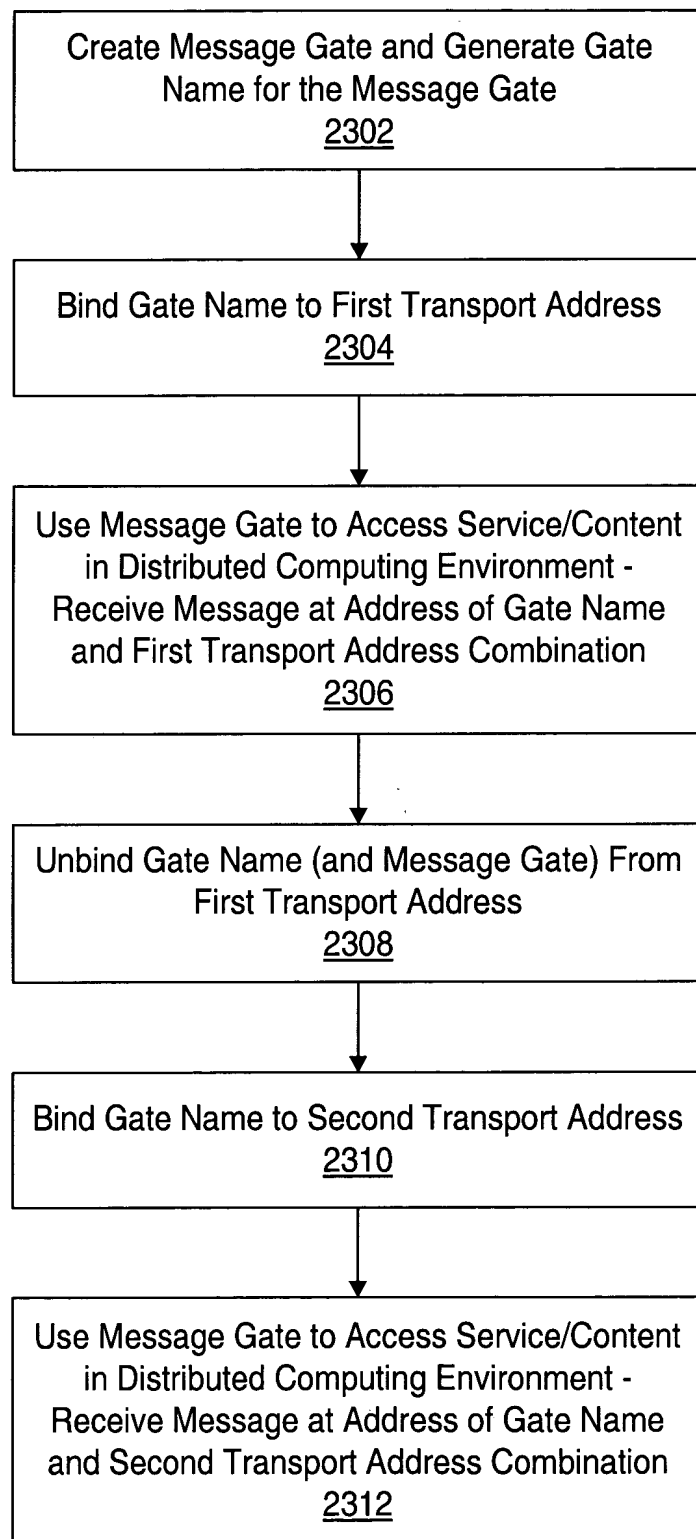 Create Message Gate and Generate Gate
Name for the Message Gate
2302
Bind Gate Name to First Transport Address
2304
Use Message Gate to Access Service/Content
in Distributed Computing Environment -
Receive Message at Address of Gate Name
and First Transport Address Combination
2306
Unbind Gate Name (and Message Gate) From
First Transport Address
2308
Bind Gate Name to Second Transport Address
2310
Use Message Gate to Access Service/Content
in Distributed Computing Environment -
Receive Message at Address of Gate Name
and Second Transport Address Combination
2312